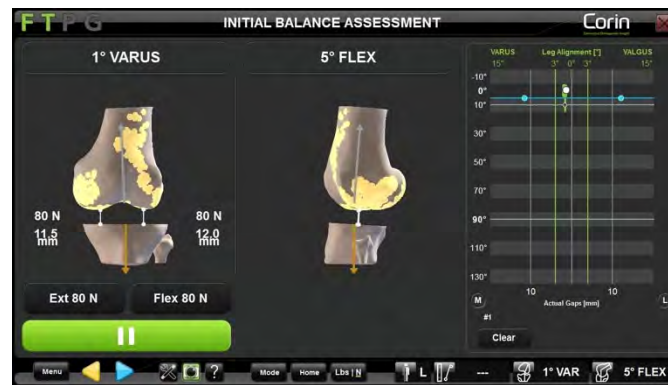 FTPG
INITIAL BALANCE ASSESSMENT
Corin
1° VARUS
5° FLEX
VARUS Leg Alignment [°] VALGUS
15° 3° 0° 3° 15°
-10°
0°
10°
30°
50°
70°
90°
110°
130°
80 N
11.5
mm
80 N
12.0
mm
10 10
M Actual Gaps [mm] L
#1
Ext 80 N
Flex 80 N
Clear
Menu ? Mode Home Lbs | N L --- 1° VAR 5° FLEX